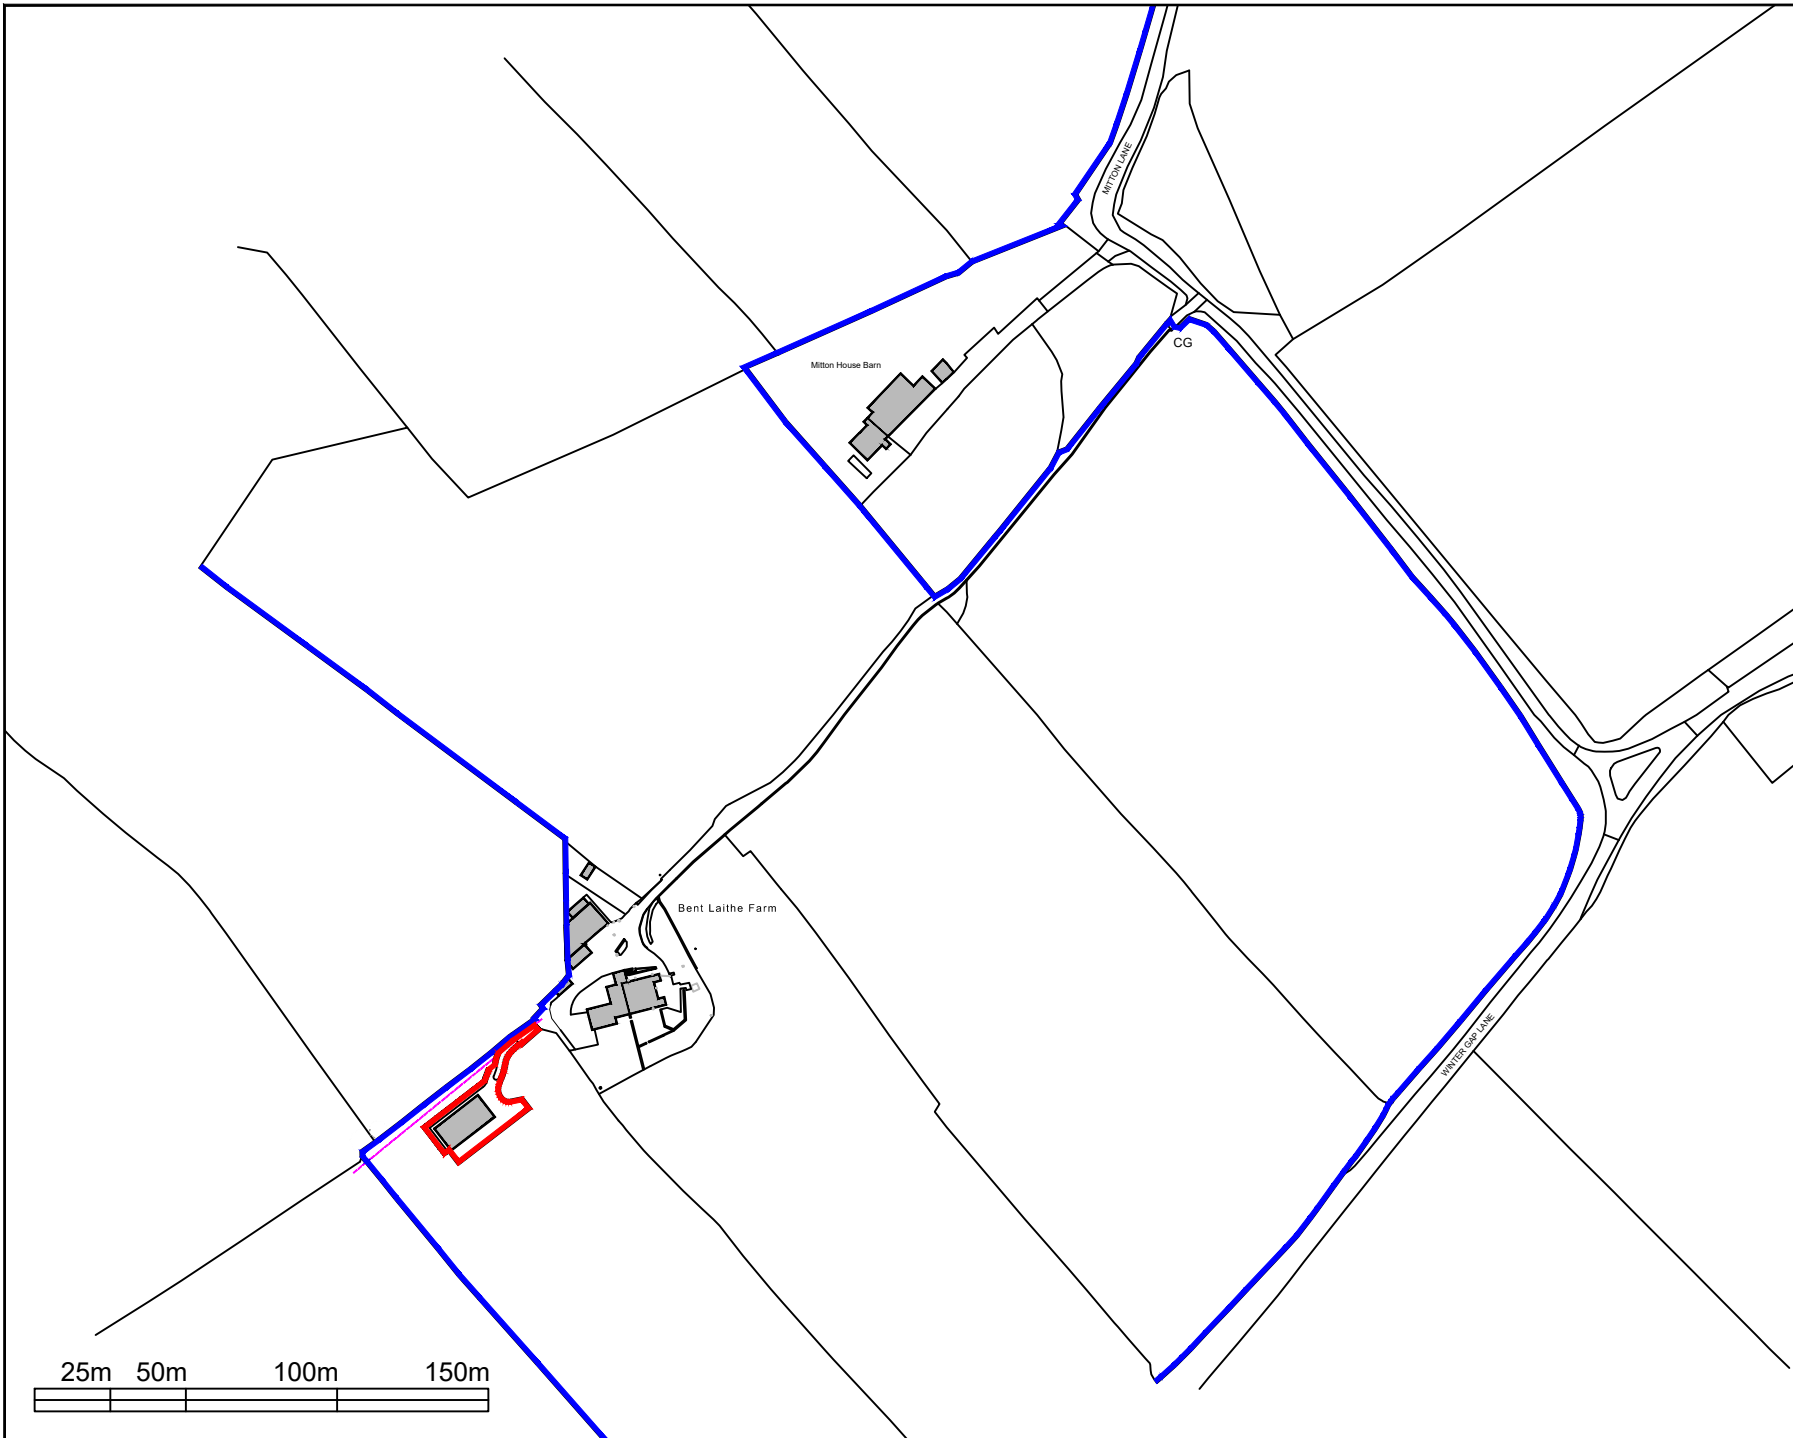 MITTON LANE
CG
Mitton House Barn
Bent Laithe Farm
WINTER GAP LANE
25m 50m 100m 150m